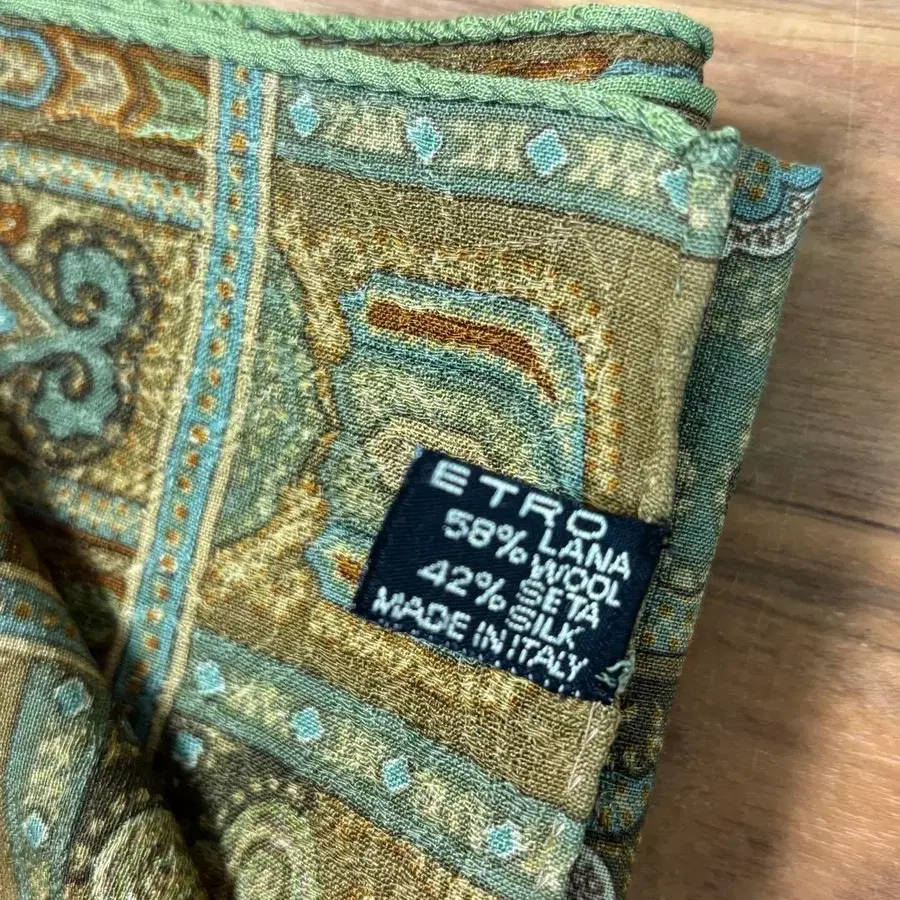 ETRO
58% LANA
WOOL
42% SETA
SILK
MADE IN ITALY